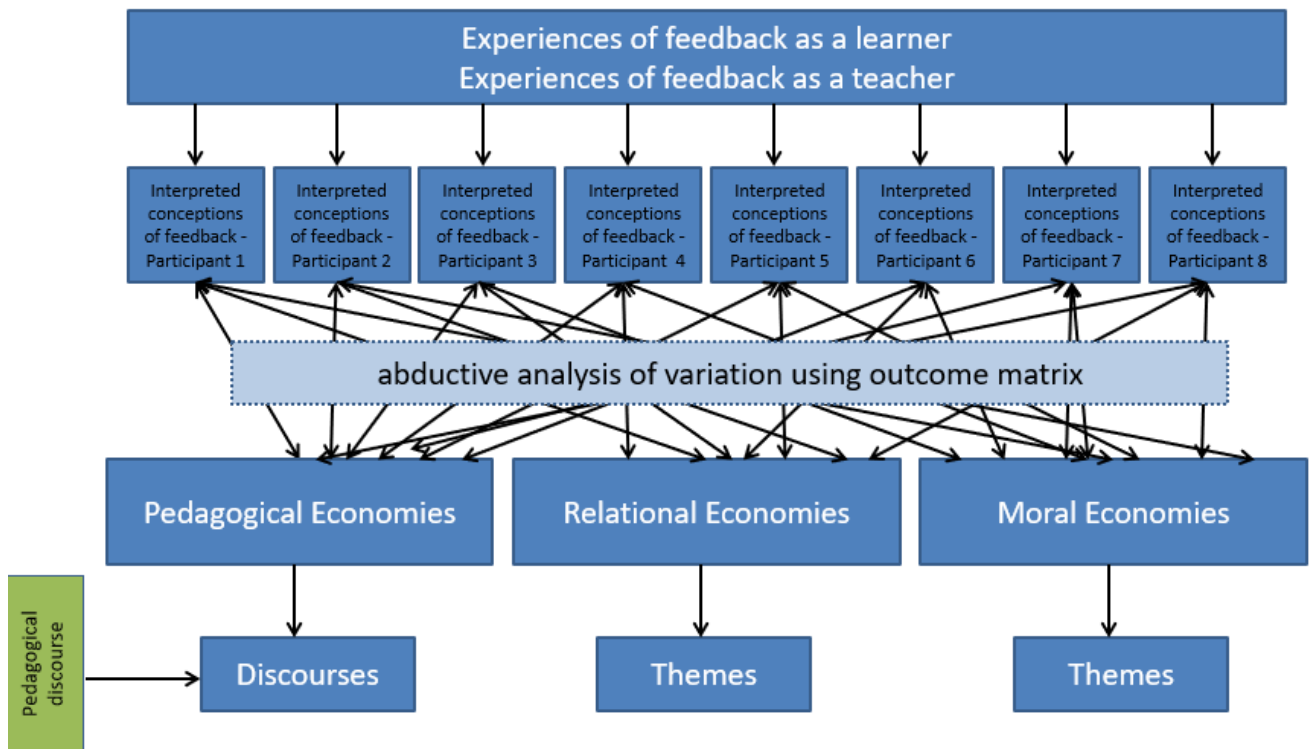 Experiences of feedback as a learner
Experiences of feedback as a teacher
Interpreted
conceptions
of feedback -
Participant 1
Interpreted
conceptions
of feedback -
Participant 2
Interpreted
conceptions
of feedback -
Participant 3
Interpreted
conceptions
of feedback -
Participant 4
Interpreted
conceptions
of feedback -
Participant 5
Interpreted
conceptions
of feedback -
Participant 6
Interpreted
conceptions
of feedback -
Participant 7
Interpreted
conceptions
of feedback -
Participant 8
abductive analysis of variation using outcome matrix
Pedagogical Economies
Relational Economies
Moral Economies
Pedagogical
discourse
Discourses
Themes
Themes